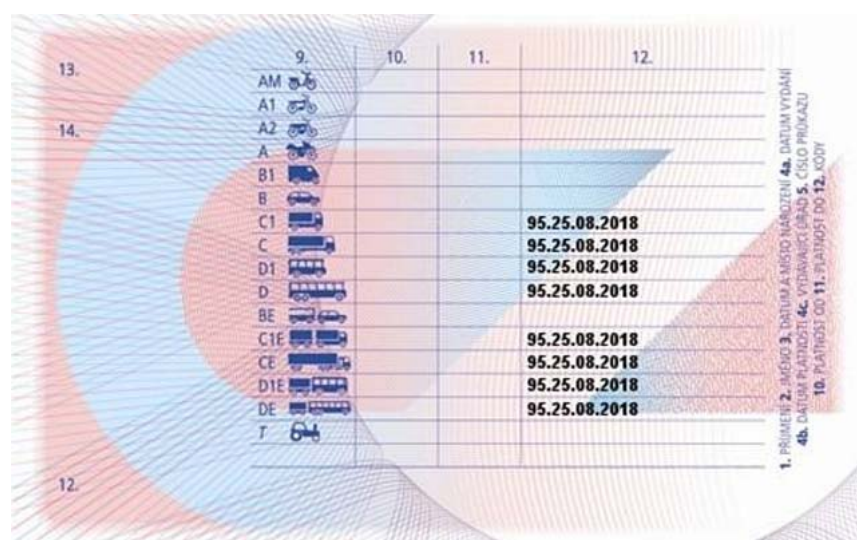 9. 10. 11. 12.
13.
AM
A1
14.
A2
A
B1
B
C1 95.25.08.2018
C 95.25.08.2018
D1 95.25.08.2018
D 95.25.08.2018
BE
C1E 95.25.08.2018
CE 95.25.08.2018
D1E 95.25.08.2018
DE 95.25.08.2018
T
12.
1. PŘÍJMENÍ 2. JMÉNO 3. DATUM A MÍSTO NAROZENÍ 4a. DATUM VYDÁNÍ
4b. DATUM PLATNOSTI 4c. VYDÁVAJÍCÍ ÚŘAD 5. ČÍSLO PRŮKAZU
10. PLATNOST OD 11. PLATNOST DO 12. KÓDY